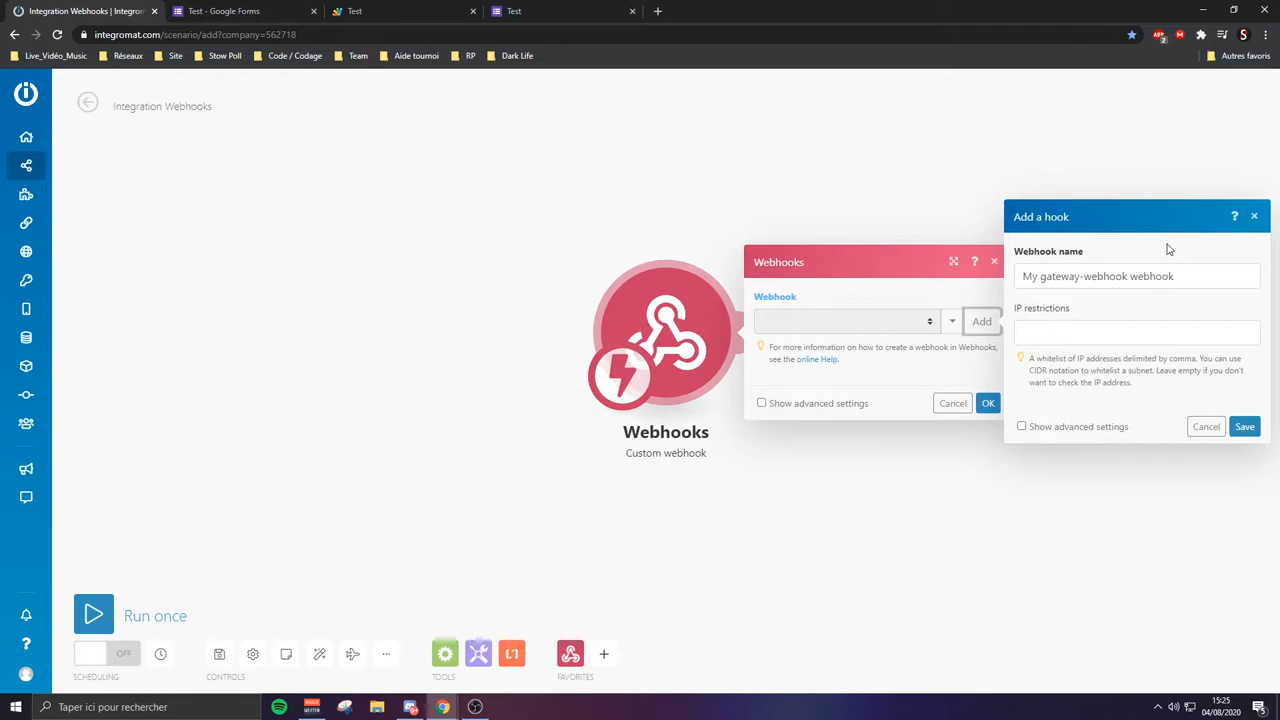 Integration Webhooks | Integrom
Test - Google Forms
Test
Test
integromat.com/scenario/add?company=562718
Live_Vidéo_Music
Réseaux
Site
Stow Poll
Code / Codage
Team
Aide tournoi
RP
Dark Life
Autres favoris
Integration Webhooks
Add a hook
Webhook name
My gateway-webhook webhook
IP restrictions
A whitelist of IP addresses delimited by comma. You can use
CIDR notation to whitelist a subnet. Leave empty if you don't
want to check the IP address.
Show advanced settings
Cancel
Save
Webhooks
Webhook
Add
For more information on how to create a webhook in Webhooks,
see the online Help.
Show advanced settings
Cancel
OK
Webhooks
Custom webhook
Run once
OFF
SCHEDULING
CONTROLS
TOOLS
FAVORITES
Taper ici pour rechercher
15:25
04/08/2020